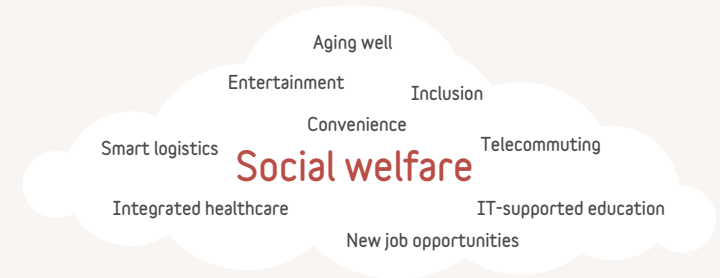 Aging well
Entertainment
Inclusion
Convenience
Smart logistics
Telecommuting
Social welfare
Integrated healthcare
IT-supported education
New job opportunities